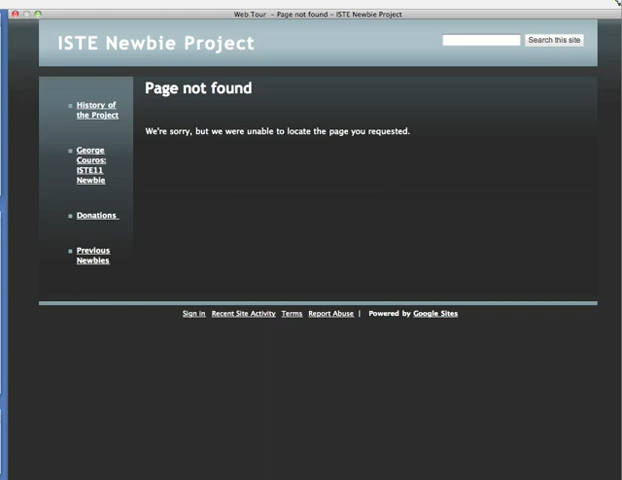 Web Tour - Page not found - ISTE Newbie Project
ISTE Newbie Project
Search this site
History of
the Project
George
Couros:
ISTE11
Newbie
Donations
Previous
Newbies
Page not found
We're sorry, but we were unable to locate the page you requested.
Sign in Recent Site Activity Terms Report Abuse | Powered by Google Sites